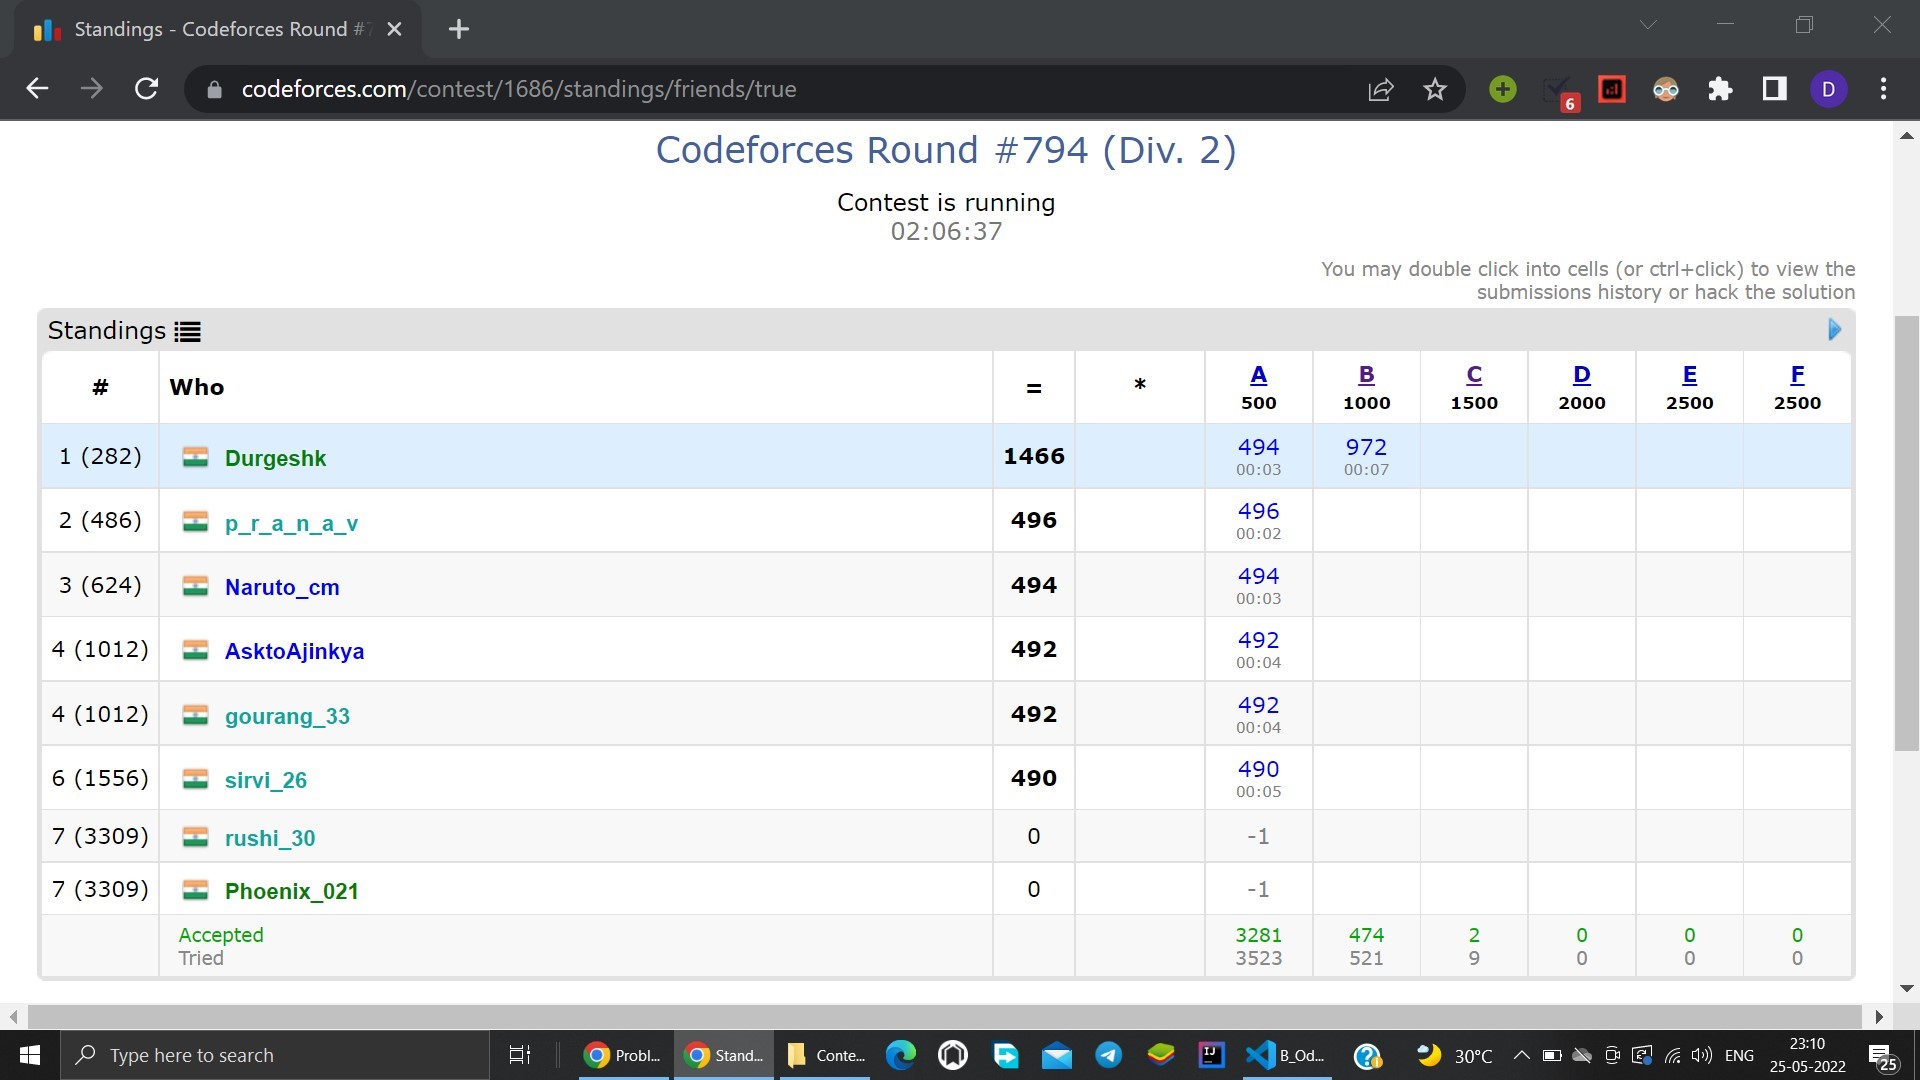 Standings - Codeforces Round #7
codeforces.com/contest/1686/standings/friends/true
6
D
Codeforces Round #794 (Div. 2)
Contest is running
02:06:37
You may double click into cells (or ctrl+click) to view the
submissions history or hack the solution
Standings
# Who = * A B C D E F
500 1000 1500 2000 2500 2500
1 (282) Durgeshk 1466 494 972
00:03 00:07
2 (486) p_r_a_n_a_v 496 496
00:02
3 (624) Naruto_cm 494 494
00:03
4 (1012) AsktoAjinkya 492 492
00:04
4 (1012) gourang_33 492 492
00:04
6 (1556) sirvi_26 490 490
00:05
7 (3309) rushi_30 0 -1
7 (3309) Phoenix_021 0 -1
Accepted 3281 474 2 0 0 0
Tried 3523 521 9 0 0 0
Type here to search
Probl...
Stand...
Conte...
IJ
B_Od...
30°C
ENG
23:10
25-05-2022
25